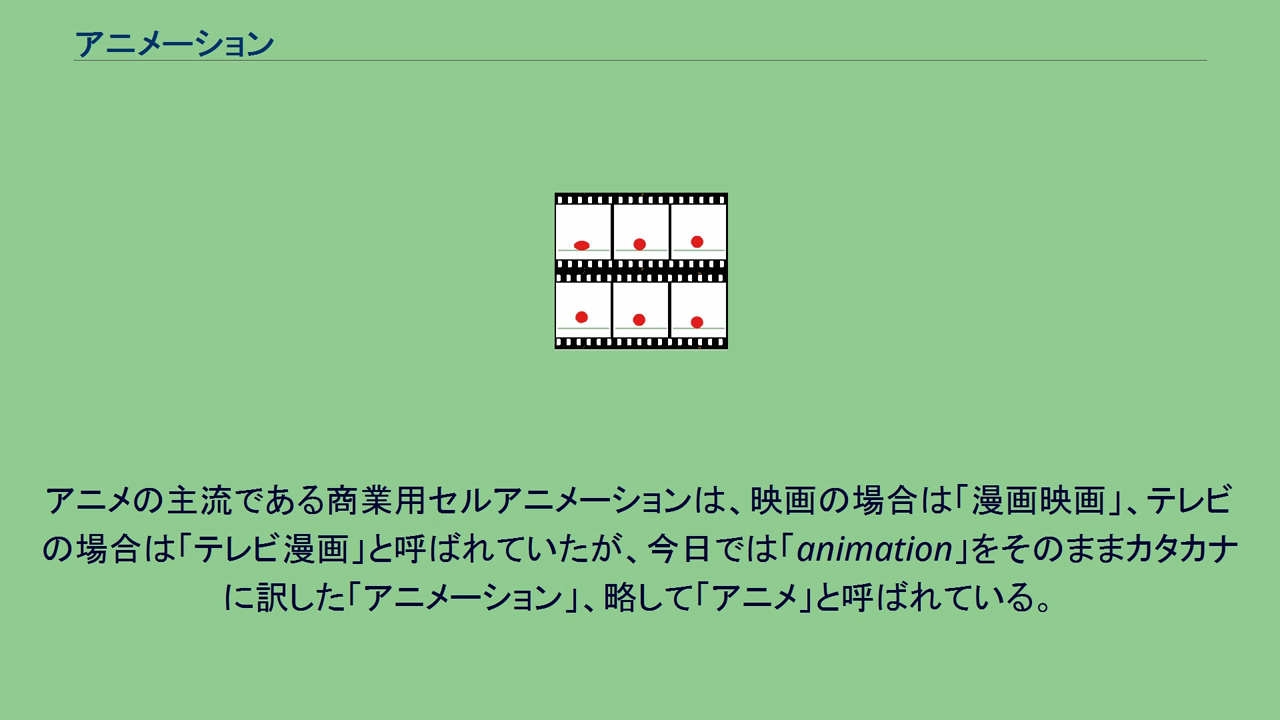 アニメーション
アニメの主流である商業用セルアニメーションは、映画の場合は「漫画映画」、テレビ
の場合は「テレビ漫画」と呼ばれていたが、今日では「animation」をそのままカタカナ
に訳した「アニメーション」、略して「アニメ」と呼ばれている。